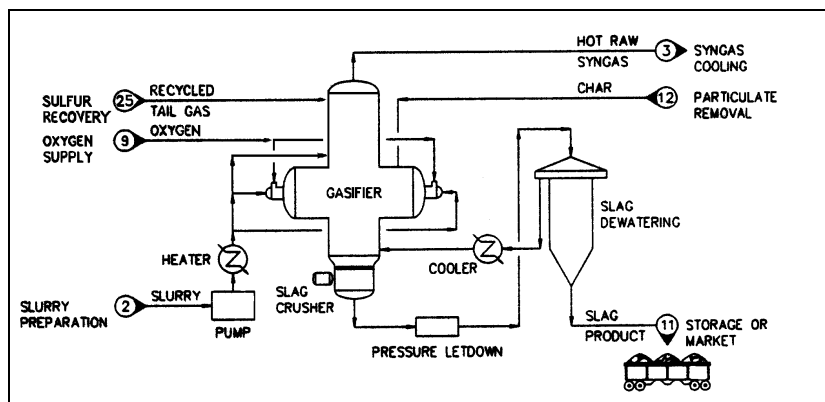 HOT RAW
SYNGAS
3
SYNGAS
COOLING
SULFUR
RECOVERY
25
RECYCLED
TAIL GAS
CHAR
12
PARTICULATE
REMOVAL
OXYGEN
SUPPLY
9
OXYGEN
GASIFIER
SLAG
DEWATERING
HEATER
COOLER
SLURRY
PREPARATION
2
SLURRY
PUMP
SLAG
CRUSHER
PRESSURE LETDOWN
SLAG
PRODUCT
11
STORAGE OR
MARKET